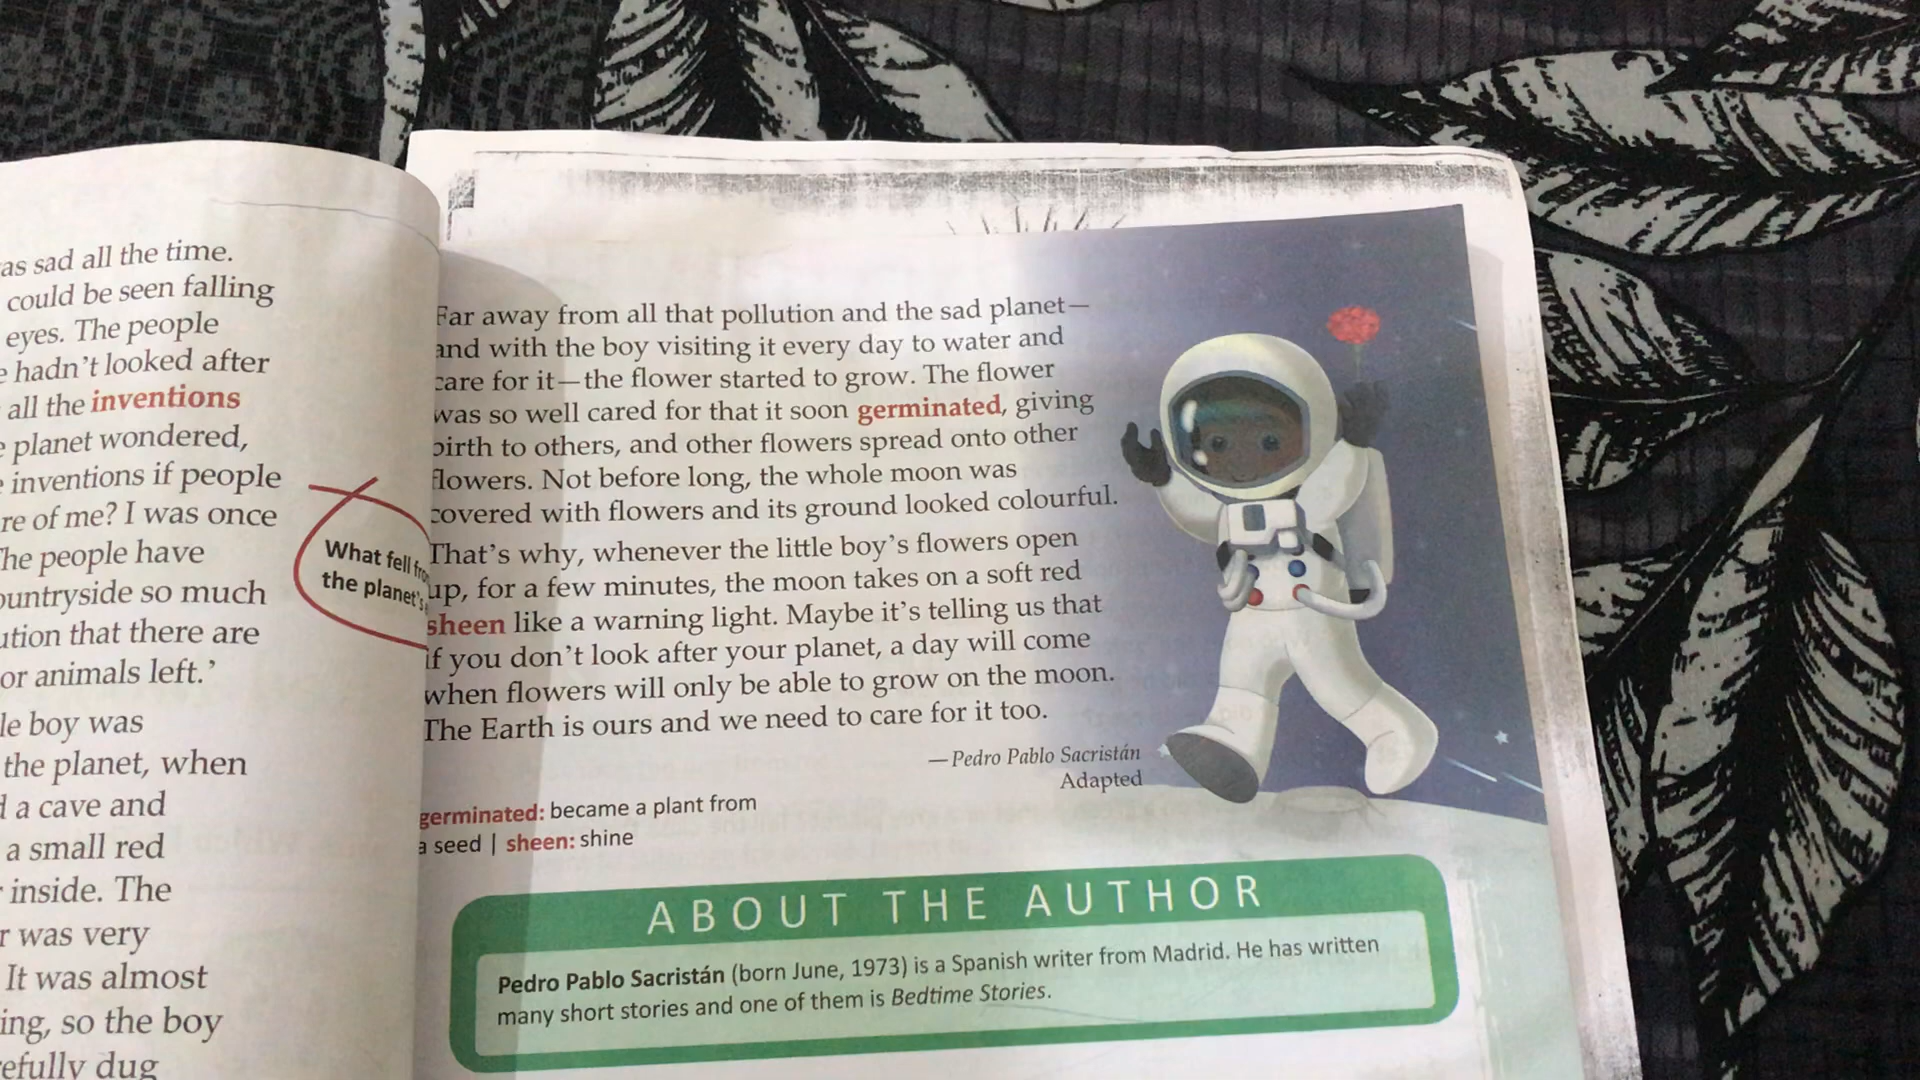 as sad all the time.
could be seen falling
eyes. The people
hadn't looked after
all the inventions
planet wondered,
inventions if people
re of me? I was once
The people have
ountryside so much
ution that there are
or animals left.'
le boy was
the planet, when
a cave and
a small red
inside. The
was very
It was almost
ing, so the boy
efully dug
What fell fro
the planet's
Far away from all that pollution and the sad planet—
and with the boy visiting it every day to water and
care for it—the flower started to grow. The flower
was so well cared for that it soon germinated, giving
birth to others, and other flowers spread onto other
flowers. Not before long, the whole moon was
covered with flowers and its ground looked colourful.
That's why, whenever the little boy's flowers open
up, for a few minutes, the moon takes on a soft red
sheen like a warning light. Maybe it's telling us that
if you don't look after your planet, a day will come
when flowers will only be able to grow on the moon.
The Earth is ours and we need to care for it too.
—Pedro Pablo Sacristán
Adapted
germinated: became a plant from
a seed | sheen: shine
ABOUT THE AUTHOR
Pedro Pablo Sacristán (born June, 1973) is a Spanish writer from Madrid. He has written
many short stories and one of them is Bedtime Stories.